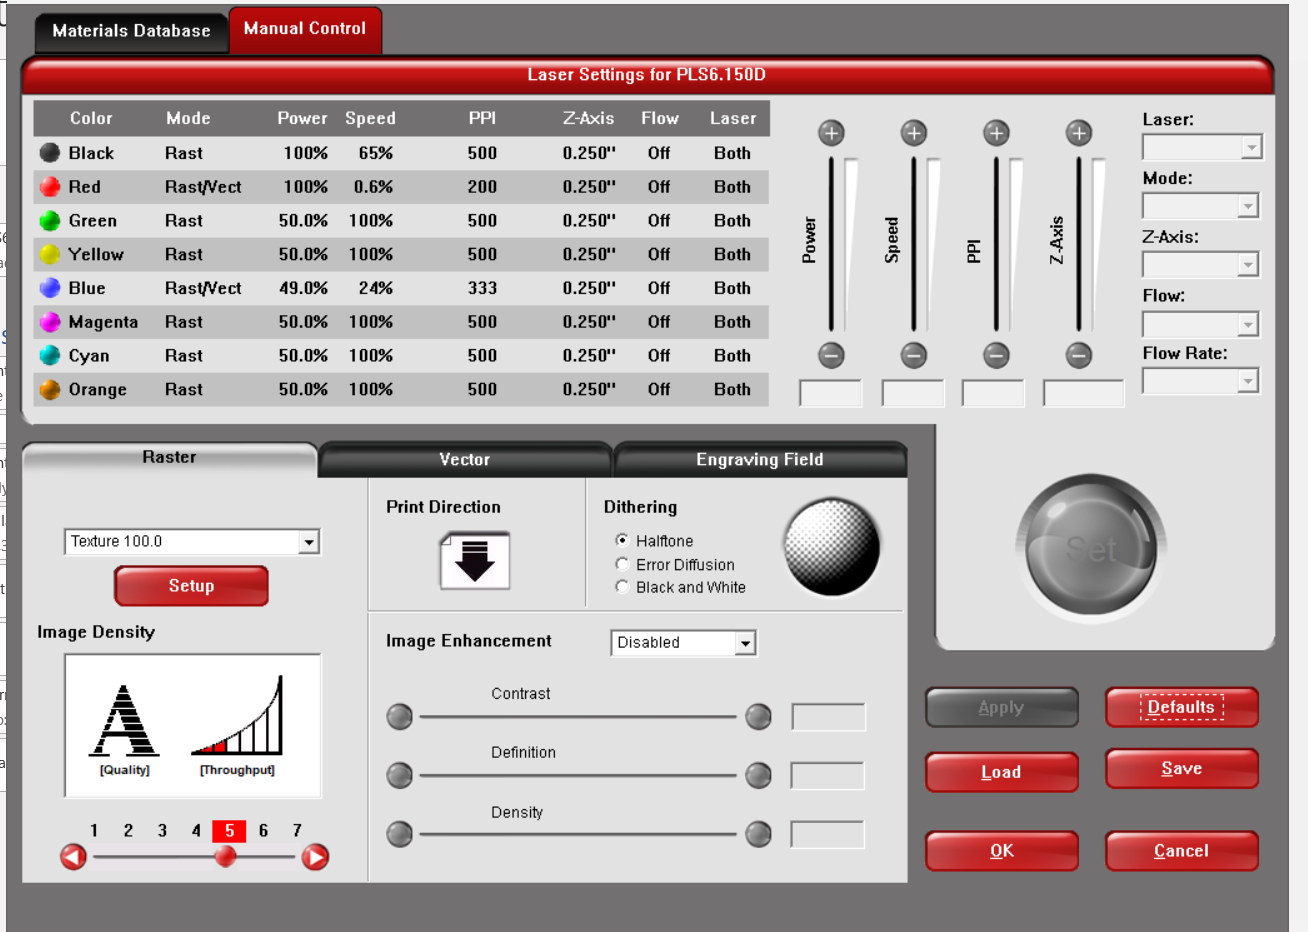 Materials Database Manual Control
Laser Settings for PLS6.150D
Color Mode Power Speed PPI Z-Axis Flow Laser
Black Rast 100% 65% 500 0.250" Off Both
Red Rast/Vect 100% 0.6% 200 0.250" Off Both
Green Rast 50.0% 100% 500 0.250" Off Both
Yellow Rast 50.0% 100% 500 0.250" Off Both
Blue Rast/Vect 49.0% 24% 333 0.250" Off Both
Magenta Rast 50.0% 100% 500 0.250" Off Both
Cyan Rast 50.0% 100% 500 0.250" Off Both
Orange Rast 50.0% 100% 500 0.250" Off Both
Power
Speed
PPI
Z-Axis
Laser:
Mode:
Z-Axis:
Flow:
Flow Rate:
Set
Raster Vector Engraving Field
Texture 100.0
Setup
Image Density
A
[Quality] [Throughput]
1 2 3 4 5 6 7
Print Direction
Dithering
Halftone
Error Diffusion
Black and White
Image Enhancement Disabled
Contrast
Definition
Density
Apply Defaults
Load Save
OK Cancel